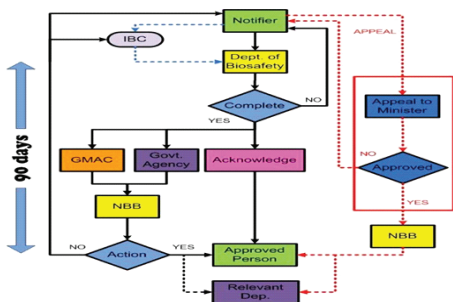 Notifier
APPEAL
IBC
Dept. of
Biosafety
Complete
NO
YES
Appeal to
Minister
GMAC
Govt.
Agency
Acknowledge
NO
Approved
YES
90 days
NBB
NBB
NO
Action
YES
Approved
Person
Relevant
Dep.